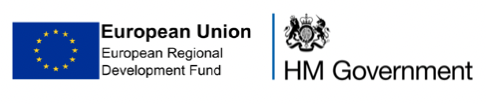 European Union
European Regional
Development Fund
HM Government